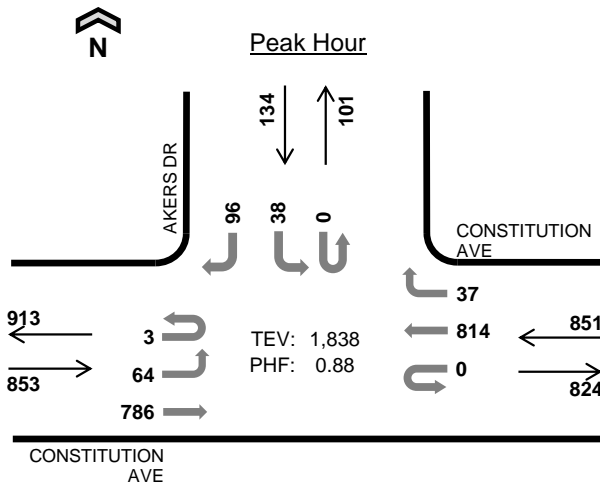 N
Peak Hour
134
101
AKERS DR
96
38
0
CONSTITUTION
AVE
37
913
3
TEV: 1,838
814
851
853
64
PHF: 0.88
0
824
786
CONSTITUTION
AVE